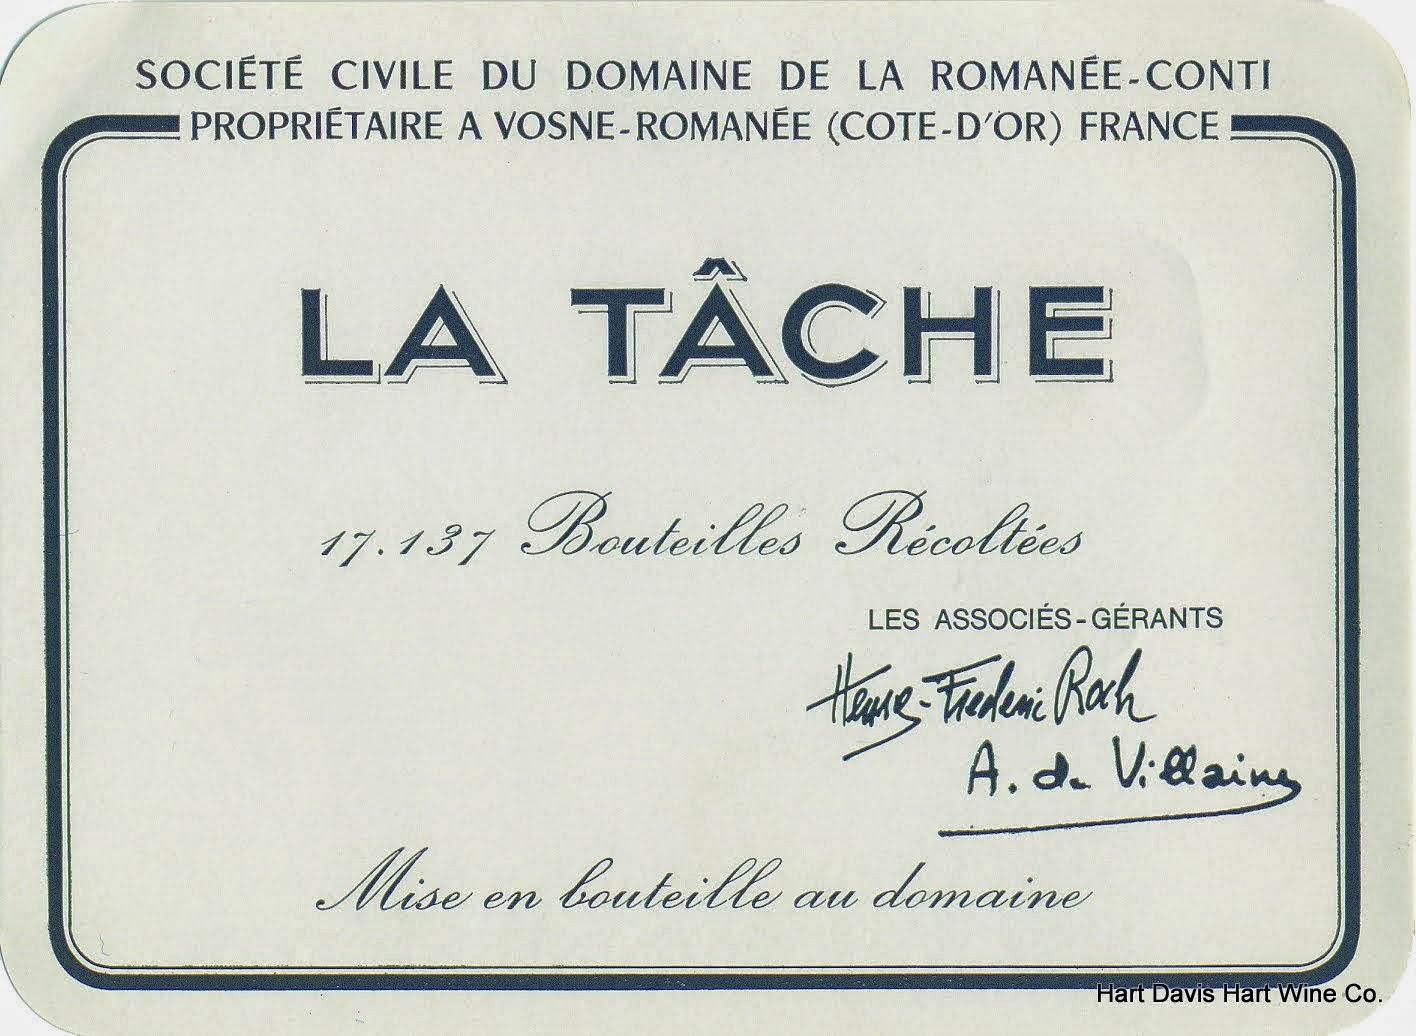 SOCIÉTÉ CIVILE DU DOMAINE DE LA ROMANÉE-CONTI
PROPRIÉTAIRE A VOSNE-ROMANÉE (COTE-D'OR) FRANCE
LA TÂCHE
17.137 Bouteilles Récoltées
LES ASSOCIÉS-GÉRANTS
Henry-Frédéric Roch
A. de Villaine
Mise en bouteille au domaine
Hart Davis Hart Wine Co.